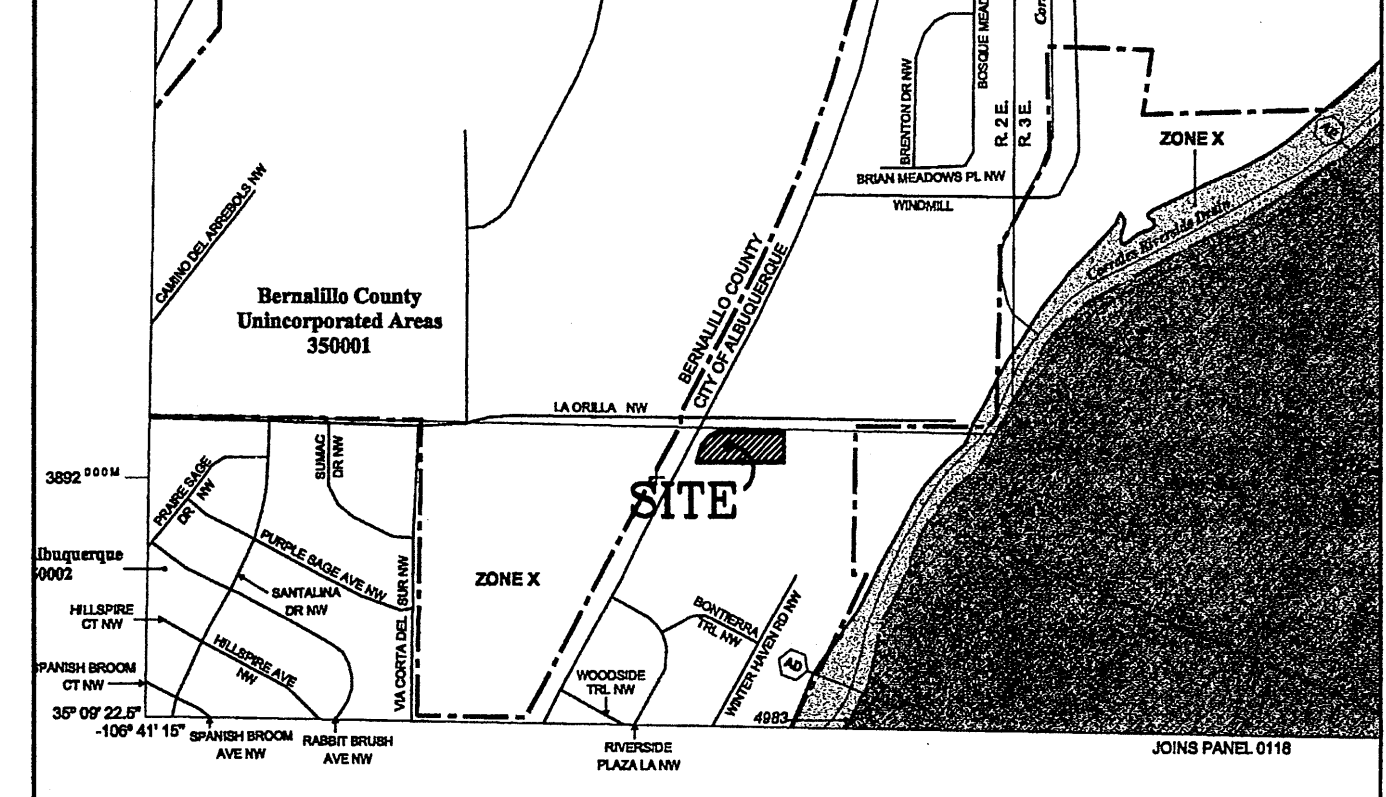 BRENTON DR NW
BOSQUE MEAD
R. 2 E.
R. 3 E.
ZONE X
BRIAN MEADOWS PL NW
WINDMILL
Corrales Riverside Drain
CAMINO DEL ARREBOLS NW
Bernalillo County
Unincorporated Areas
350001
BERNALILLO COUNTY
CITY OF ALBUQUERQUE
LA ORILLA NW
SUMAC
DR NW
3892 000M
PRAIRE SAGE
DR NW
SITE
lbuquerque
0002
PURPLE SAGE AVE NW
SANTALINA
DR NW
ZONE X
VIA CORTA DEL SUR NW
HILLSPIRE
CT NW
HILLSPIRE AVE
NW
BONTIERRA
TRL NW
WINTER HAVEN RD NW
AD
SPANISH BROOM
CT NW
WOODSIDE
TRL NW
35° 09' 22.5"
-106° 41' 15"
4983
SPANISH BROOM
AVE NW
RABBIT BRUSH
AVE NW
RIVERSIDE
PLAZA LA NW
JOINS PANEL 0116